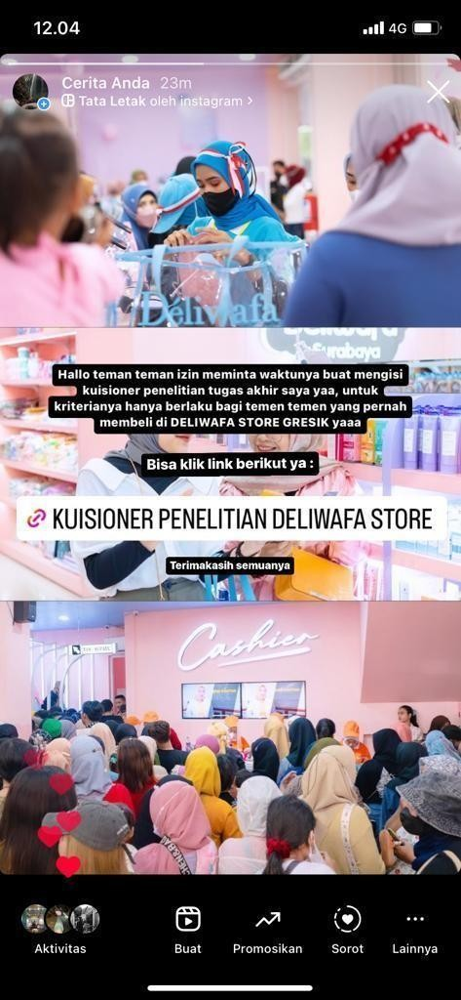 12.04
4G
Cerita Anda 23m
Tata Letak oleh instagram >
Deliwafa
Surabaya
Hallo teman teman izin meminta waktunya buat mengisi
kuisioner penelitian tugas akhir saya yaa, untuk
kriterianya hanya berlaku bagi temen temen yang pernah
membeli di DELIWAFA STORE GRESIK yaaa
Bisa klik link berikut ya :
KUISIONER PENELITIAN DELIWAFA STORE
Terimakasih semuanya
Cashier
Aktivitas
Buat
Promosikan
Sorot
Lainnya